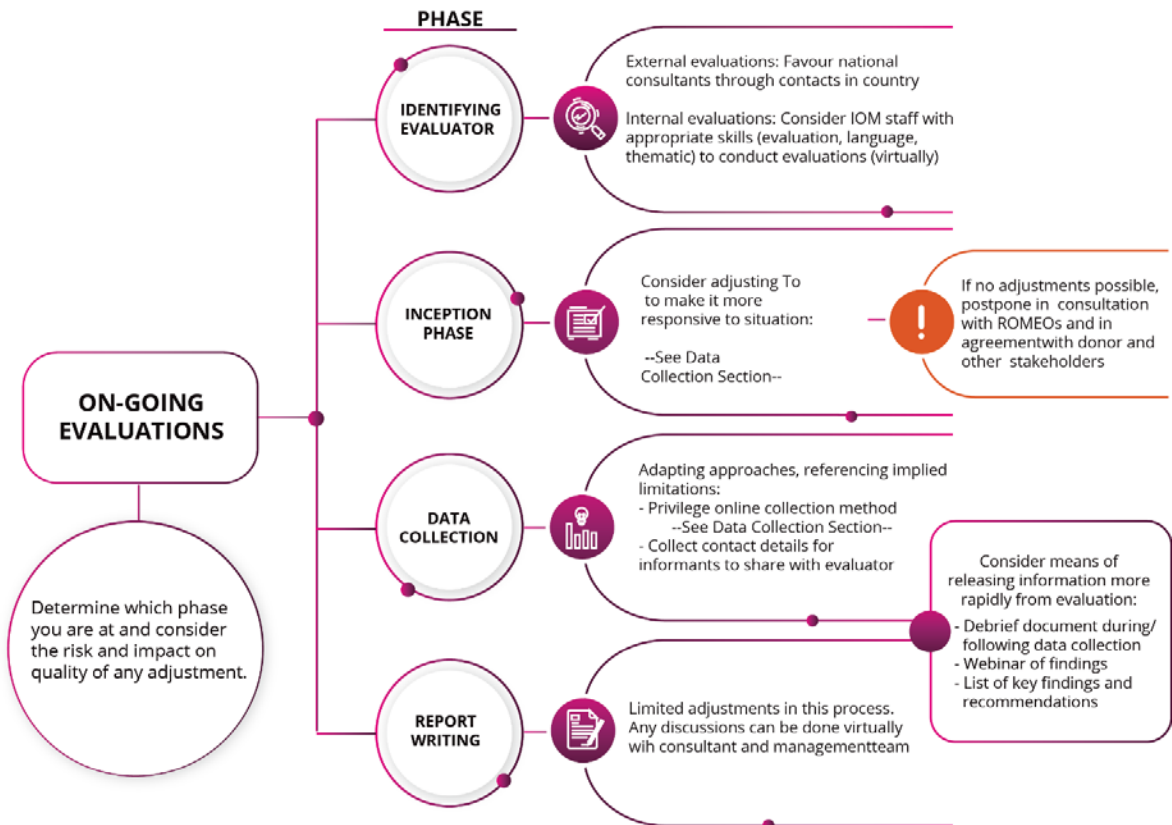 PHASE
ON-GOING
EVALUATIONS
Determine which phase
you are at and consider
the risk and impact on
quality of any adjustment.
IDENTIFYING
EVALUATOR
External evaluations: Favour national
consultants through contacts in country
Internal evaluations: Consider IOM staff with
appropriate skills (evaluation, language,
thematic) to conduct evaluations (virtually)
INCEPTION
PHASE
Consider adjusting To
to make it more
responsive to situation:
--See Data
Collection Section--
If no adjustments possible,
postpone in consultation
with ROMEOs and in
agreementwith donor and
other stakeholders
DATA
COLLECTION
Adapting approaches, referencing implied
limitations:
- Privilege online collection method
--See Data Collection Section--
- Collect contact details for
informants to share with evaluator
Consider means of
releasing information more
rapidly from evaluation:
- Debrief document during/
following data collection
- Webinar of findings
- List of key findings and
recommendations
REPORT
WRITING
Limited adjustments in this process.
Any discussions can be done virtually
wih consultant and managementteam